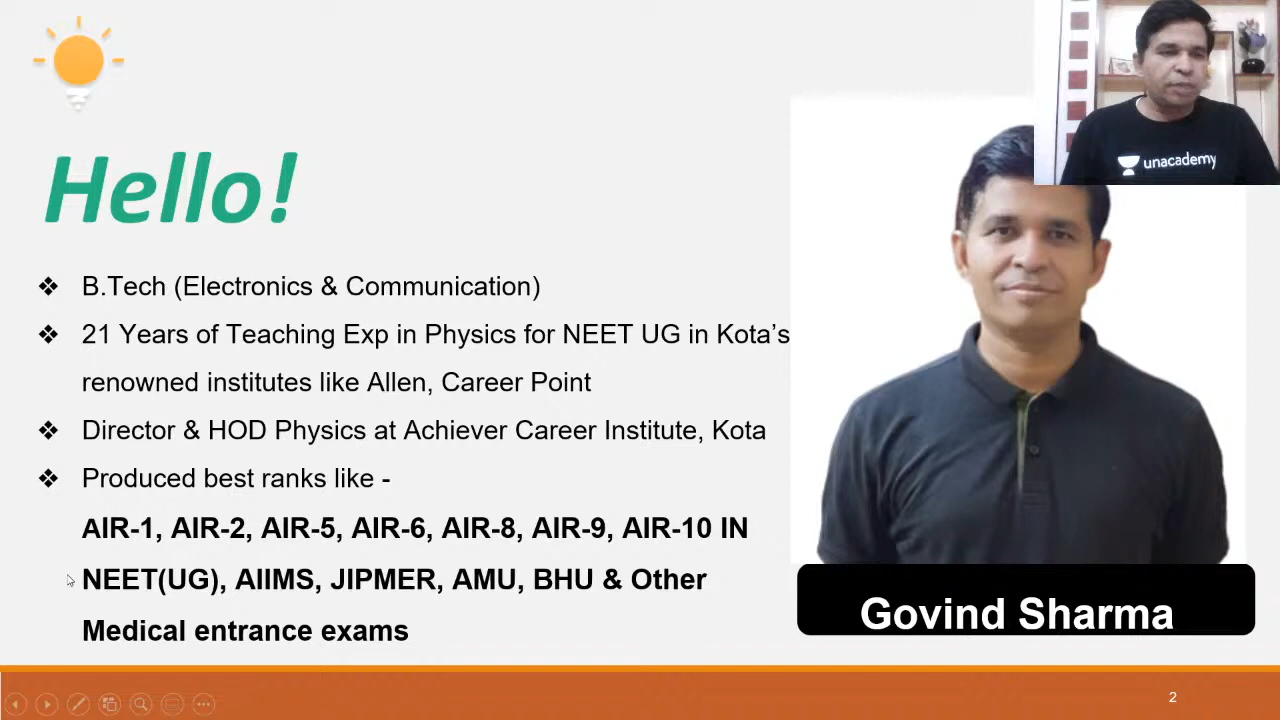 unacademy
Hello!
❖ B.Tech (Electronics & Communication)
❖ 21 Years of Teaching Exp in Physics for NEET UG in Kota’s
renowned institutes like Allen, Career Point
❖ Director & HOD Physics at Achiever Career Institute, Kota
❖ Produced best ranks like -
AIR-1, AIR-2, AIR-5, AIR-6, AIR-8, AIR-9, AIR-10 IN
NEET(UG), AIIMS, JIPMER, AMU, BHU & Other
Medical entrance exams
Govind Sharma
2